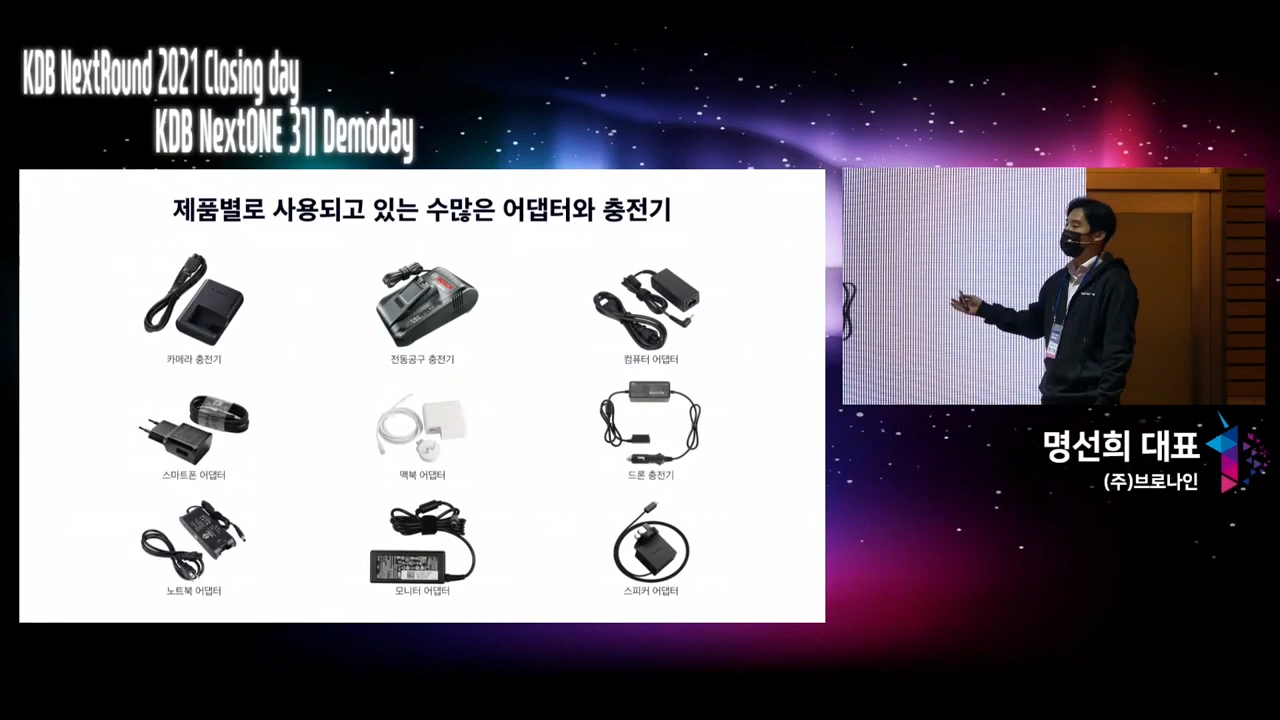 KDB NextRound 2021 Closing day
KDB NextONE 3기 Demoday
제품별로 사용되고 있는 수많은 어댑터와 충전기
카메라 충전기
전동공구 충전기
컴퓨터 어댑터
스마트폰 어댑터
맥북 어댑터
드론 충전기
노트북 어댑터
모니터 어댑터
스피커 어댑터
명선희 대표
(주)브로나인